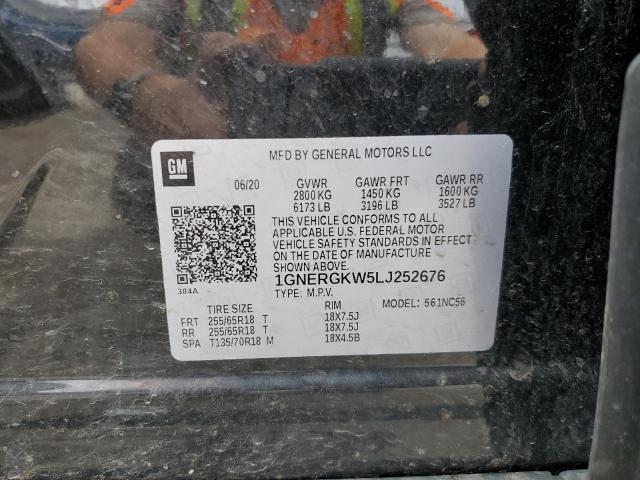 GM
MFD BY GENERAL MOTORS LLC
06/20 GVWR GAWR FRT GAWR RR
2800 KG 1450 KG 1600 KG
6173 LB 3196 LB 3527 LB
THIS VEHICLE CONFORMS TO ALL
APPLICABLE U.S. FEDERAL MOTOR
VEHICLE SAFETY STANDARDS IN EFFECT
ON THE DATE OF MANUFACTURE
1GNERGKW5LJ252676
384A TYPE: M.P.V.
MODEL: 561NC56
TIRE SIZE RIM
FRT 255/65R18 T 18X7.5J
RR 255/65R18 T 18X7.5J
SPA T135/70R18 M 18X4.5B